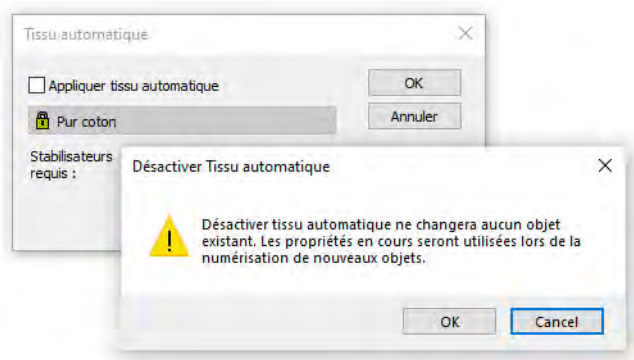 Tissu automatique
Appliquer tissu automatique
OK
Pur coton
Annuler
Stabilisateurs
requis :
Désactiver Tissu automatique
Désactiver tissu automatique ne changera aucun objet
existant. Les propriétés en cours seront utilisées lors de la
numérisation de nouveaux objets.
OK
Cancel